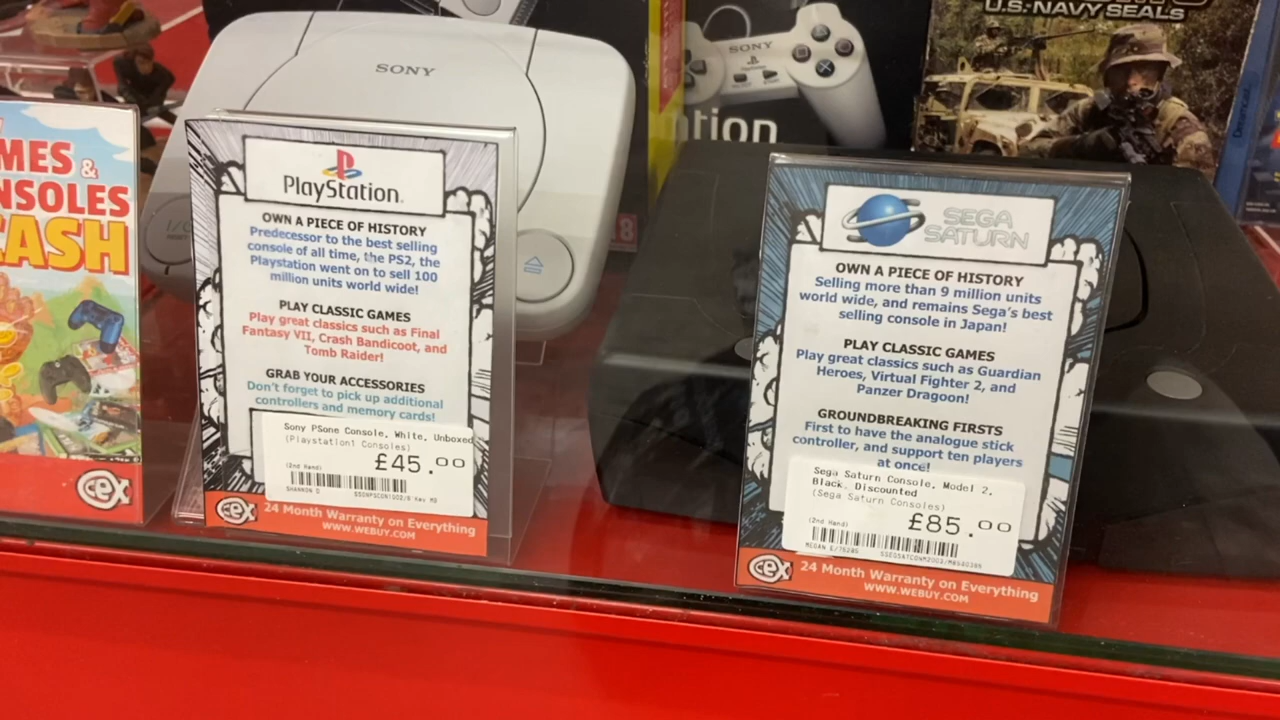 MES &
NSOLES
CASH
cex
SONY
PlayStation
OWN A PIECE OF HISTORY
Predecessor to the best selling
console of all time, the PS2, the
Playstation went on to sell 100
million units world wide!
PLAY CLASSIC GAMES
Play great classics such as Final
Fantasy VII, Crash Bandicoot, and
Tomb Raider!
GRAB YOUR ACCESSORIES
Don't forget to pick up additional
controllers and memory cards!
Sony PSone Console, White, Unboxed
(Playstation1 Consoles)
(2nd Hand)
£45.00
SHANNON D
cex
24 Month Warranty on Everything
WWW.WEBUY.COM
SONY
PlayStation
ntion
18
U.S. NAVY SEALS
SEGA
SATURN
OWN A PIECE OF HISTORY
Selling more than 9 million units
world wide, and remains Sega's best
selling console in Japan!
PLAY CLASSIC GAMES
Play great classics such as Guardian
Heroes, Virtual Fighter 2, and
Panzer Dragoon!
GROUNDBREAKING FIRSTS
First to have the analogue stick
controller, and support ten players
at once!
Sega Saturn Console, Model 2,
Black, Discounted
(Sega Saturn Consoles)
(2nd Hand)
£85.00
cex
24 Month Warranty on Everything
WWW.WEBUY.COM